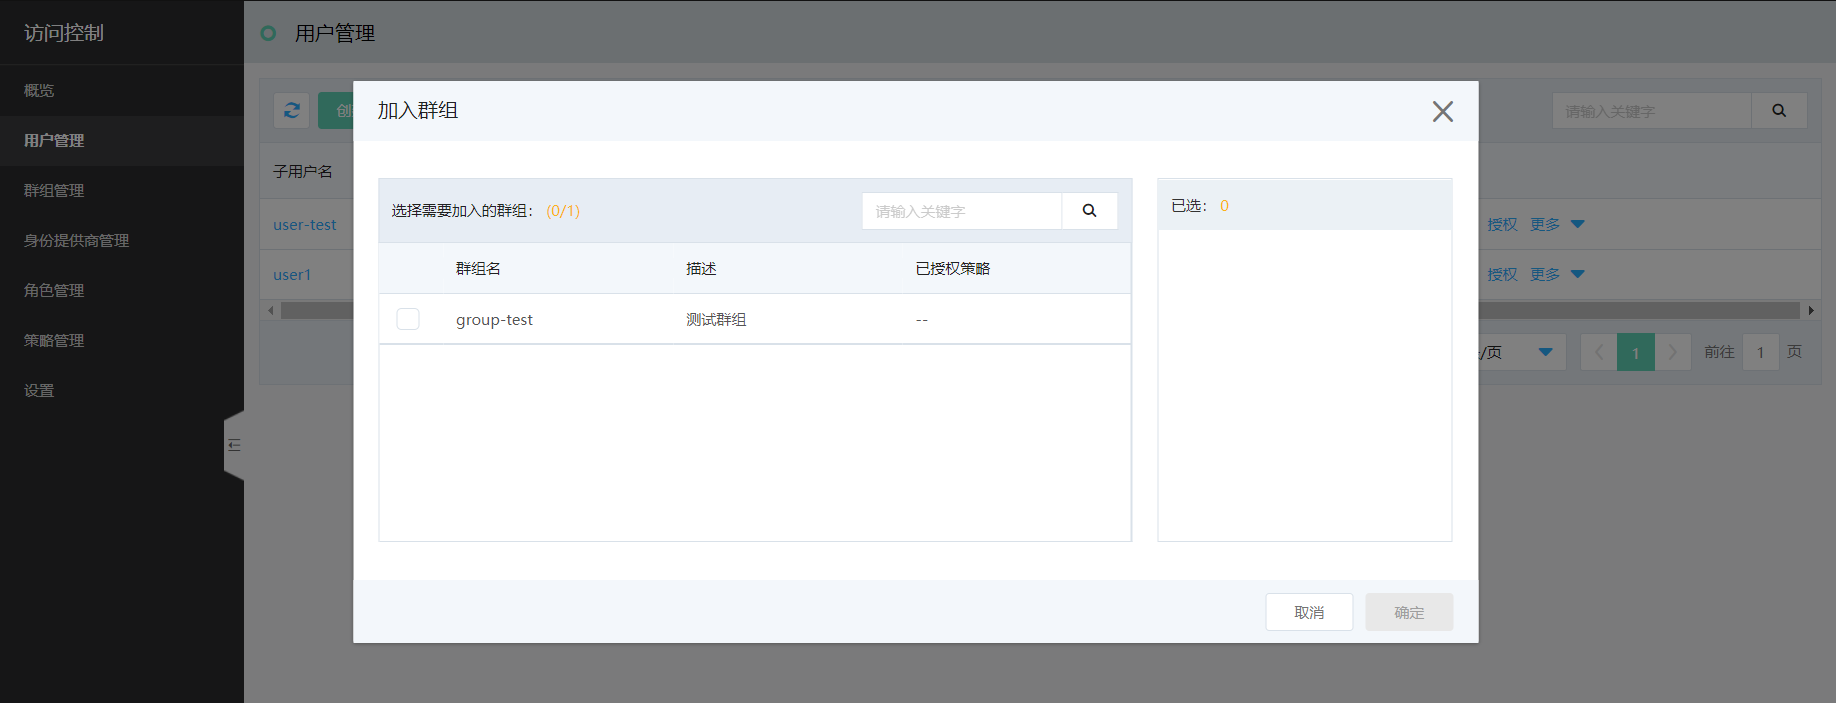 访问控制
概览
用户管理
群组管理
身份提供商管理
角色管理
策略管理
设置
用户管理
请输入关键字
子用户名
user-test
授权 更多
user1
授权 更多
/页
1
前往 1 页
加入群组
选择需要加入的群组： (0/1)
请输入关键字
群组名 描述 已授权策略
group-test 测试群组 --
已选： 0
取消 确定